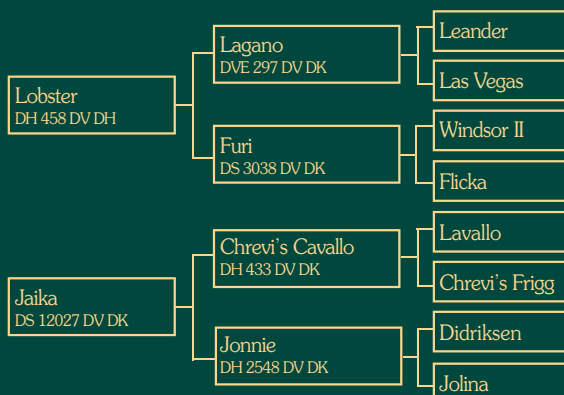 Lobster
DH 458 DV DH
Lagano
DVE 297 DV DK
Leander
Las Vegas
Furi
DS 3038 DV DK
Windsor II
Flicka
Jaika
DS 12027 DV DK
Chrevi's Cavallo
DH 433 DV DK
Lavallo
Chrevi's Frigg
Jonnie
DH 2548 DV DK
Didriksen
Jolina